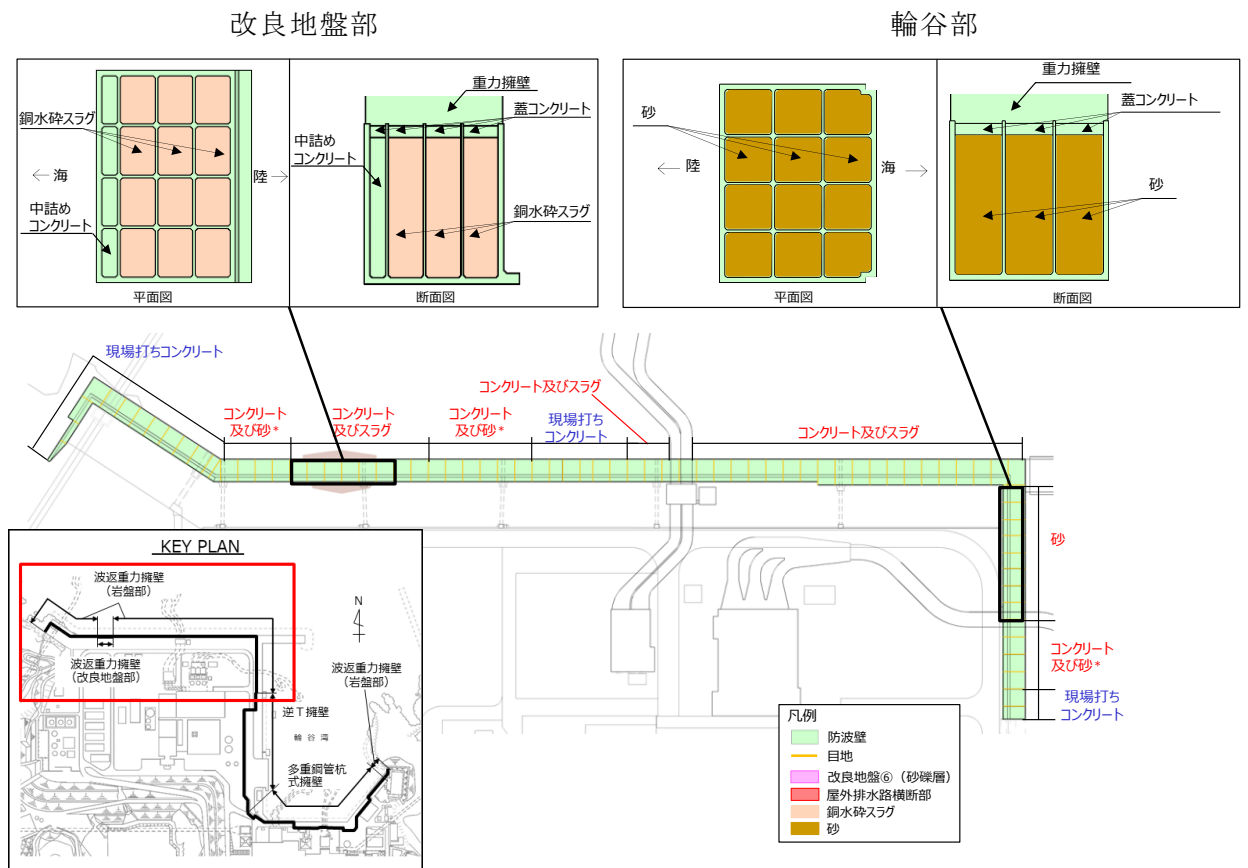 改良地盤部
輪谷部
銅水砕スラグ
← 海
中詰め
コンクリート
陸 →
平面図
重力擁壁
蓋コンクリート
中詰め
コンクリート
銅水砕スラグ
断面図
砂
← 陸
海 →
平面図
重力擁壁
蓋コンクリート
砂
断面図
現場打ちコンクリート
コンクリート
及び砂*
コンクリート
及びスラグ
コンクリート
及び砂*
コンクリート及びスラグ
現場打ち
コンクリート
コンクリート及びスラグ
砂
コンクリート
及び砂*
現場打ち
コンクリート
KEY PLAN
波返重力擁壁
（岩盤部）
N
波返重力擁壁
（改良地盤部）
波返重力擁壁
（岩盤部）
逆T擁壁
輪谷湾
多重鋼管杭
式擁壁
凡例
防波壁
目地
改良地盤⑥（砂礫層）
屋外排水路横断部
銅水砕スラグ
砂